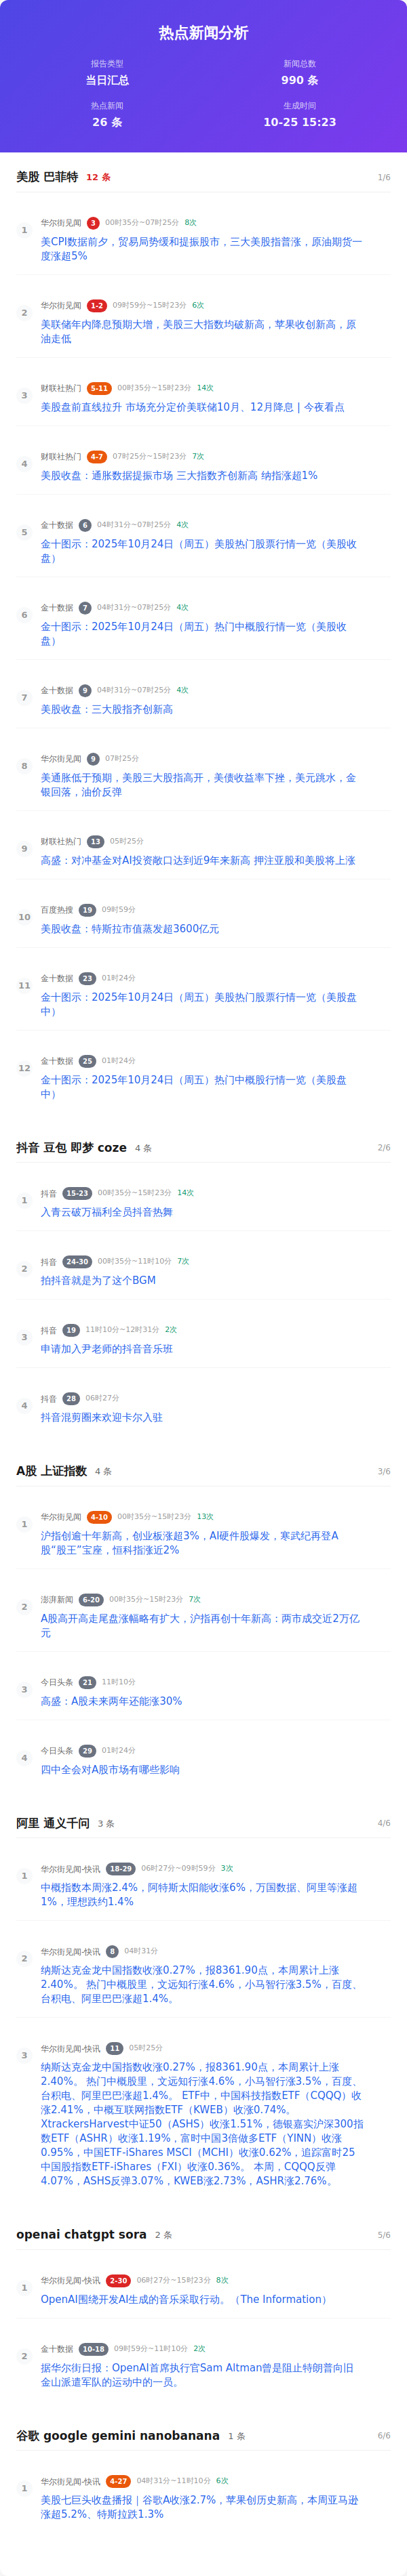 热点新闻分析
报告类型
当日汇总
新闻总数
990 条
热点新闻
26 条
生成时间
10-25 15:23
美股 巴菲特 12 条 1/6
1
华尔街见闻 3 00时35分~07时25分 8次
美CPI数据前夕，贸易局势缓和提振股市，三大美股指普涨，原油期货一
度涨超5%
2
华尔街见闻 1-2 09时59分~15时23分 6次
美联储年内降息预期大增，美股三大指数均破新高，苹果收创新高，原
油走低
3
财联社热门 5-11 00时35分~15时23分 14次
美股盘前直线拉升 市场充分定价美联储10月、12月降息 | 今夜看点
4
财联社热门 4-7 07时25分~15时23分 7次
美股收盘：通胀数据提振市场 三大指数齐创新高 纳指涨超1%
5
金十数据 6 04时31分~07时25分 4次
金十图示：2025年10月24日（周五）美股热门股票行情一览（美股收
盘）
6
金十数据 7 04时31分~07时25分 4次
金十图示：2025年10月24日（周五）热门中概股行情一览（美股收
盘）
7
金十数据 9 04时31分~07时25分 4次
美股收盘：三大股指齐创新高
8
华尔街见闻 9 07时25分
美通胀低于预期，美股三大股指高开，美债收益率下挫，美元跳水，金
银回落，油价反弹
9
财联社热门 13 05时25分
高盛：对冲基金对AI投资敞口达到近9年来新高 押注亚股和美股将上涨
10
百度热搜 19 09时59分
美股收盘：特斯拉市值蒸发超3600亿元
11
金十数据 23 01时24分
金十图示：2025年10月24日（周五）美股热门股票行情一览（美股盘
中）
12
金十数据 25 01时24分
金十图示：2025年10月24日（周五）热门中概股行情一览（美股盘
中）
抖音 豆包 即梦 coze 4 条 2/6
1
抖音 15-23 00时35分~15时23分 14次
入青云破万福利全员抖音热舞
2
抖音 24-30 00时35分~11时10分 7次
拍抖音就是为了这个BGM
3
抖音 19 11时10分~12时31分 2次
申请加入尹老师的抖音音乐班
4
抖音 28 06时27分
抖音混剪圈来欢迎卡尔入驻
A股 上证指数 4 条 3/6
1
华尔街见闻 4-10 00时35分~15时23分 13次
沪指创逾十年新高，创业板涨超3%，AI硬件股爆发，寒武纪再登A
股“股王”宝座，恒科指涨近2%
2
澎湃新闻 6-20 00时35分~15时23分 7次
A股高开高走尾盘涨幅略有扩大，沪指再创十年新高：两市成交近2万亿
元
3
今日头条 21 11时10分
高盛：A股未来两年还能涨30%
4
今日头条 29 01时24分
四中全会对A股市场有哪些影响
阿里 通义千问 3 条 4/6
1
华尔街见闻-快讯 18-29 06时27分~09时59分 3次
中概指数本周涨2.4%，阿特斯太阳能收涨6%，万国数据、阿里等涨超
1%，理想跌约1.4%
2
华尔街见闻-快讯 8 04时31分
纳斯达克金龙中国指数收涨0.27%，报8361.90点，本周累计上涨
2.40%。 热门中概股里，文远知行涨4.6%，小马智行涨3.5%，百度、
台积电、阿里巴巴涨超1.4%。
3
华尔街见闻-快讯 11 05时25分
纳斯达克金龙中国指数收涨0.27%，报8361.90点，本周累计上涨
2.40%。 热门中概股里，文远知行涨4.6%，小马智行涨3.5%，百度、
台积电、阿里巴巴涨超1.4%。 ETF中，中国科技指数ETF（CQQQ）收
涨2.41%，中概互联网指数ETF（KWEB）收涨0.74%。
XtrackersHarvest中证50（ASHS）收涨1.51%，德银嘉实沪深300指
数ETF（ASHR）收涨1.19%，富时中国3倍做多ETF（YINN）收涨
0.95%，中国ETF-iShares MSCI（MCHI）收涨0.62%，追踪富时25
中国股指数ETF-iShares（FXI）收涨0.36%。 本周，CQQQ反弹
4.07%，ASHS反弹3.07%，KWEB涨2.73%，ASHR涨2.76%。
openai chatgpt sora 2 条 5/6
1
华尔街见闻-快讯 2-30 06时27分~15时23分 8次
OpenAI围绕开发AI生成的音乐采取行动。（The Information）
2
金十数据 10-18 09时59分~11时10分 2次
据华尔街日报：OpenAI首席执行官Sam Altman曾是阻止特朗普向旧
金山派遣军队的运动中的一员。
谷歌 google gemini nanobanana 1 条 6/6
1
华尔街见闻-快讯 4-27 04时31分~11时10分 6次
美股七巨头收盘播报｜谷歌A收涨2.7%，苹果创历史新高，本周亚马逊
涨超5.2%、特斯拉跌1.3%